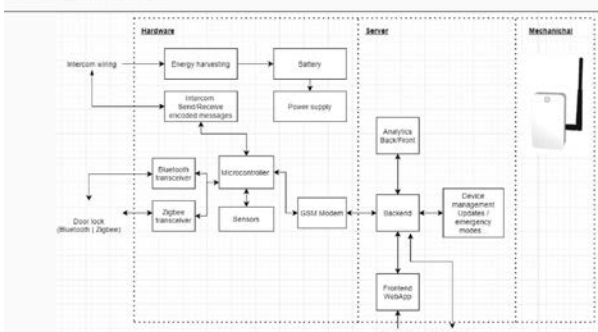 Hardware
Server
Mechanichal
Intercom wiring
Energy harvesting
Battery
Intercom
Send/Receive
encoded messages
Power supply
Analytics
Back/Front
Bluetooth
transceiver
Microcontroller
Zigbee
transceiver
Sensors
GSM Modem
Backend
Device
management
Updates /
emergency
modes...
Door lock
(Bluetooth | Zigbee)
Frontend
WebApp